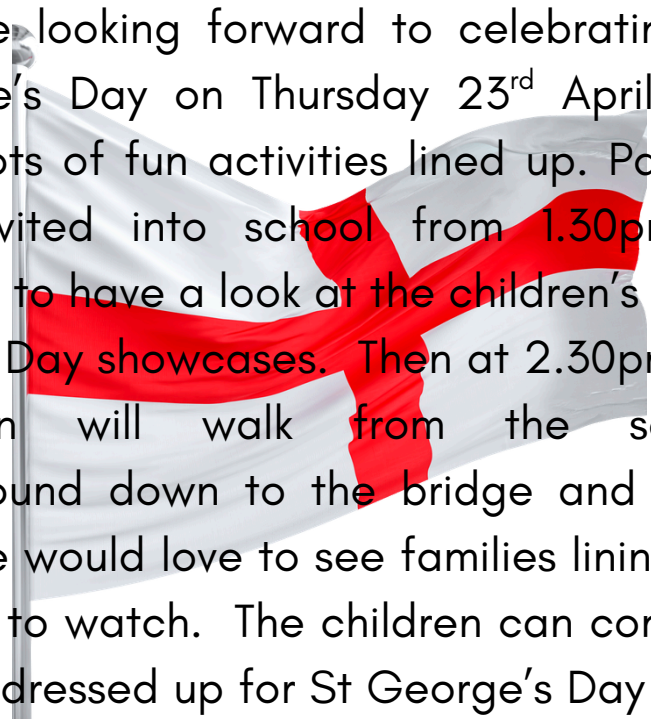 looking forward to celebratin
e's Day on Thursday 23rd April
ots of fun activities lined up. Pa
vited into school from 1.30p
to have a look at the children's
Day showcases. Then at 2.30p
n will walk from the s
ound down to the bridge and
e would love to see families linin
to watch. The children can co
dressed up for St George's Day